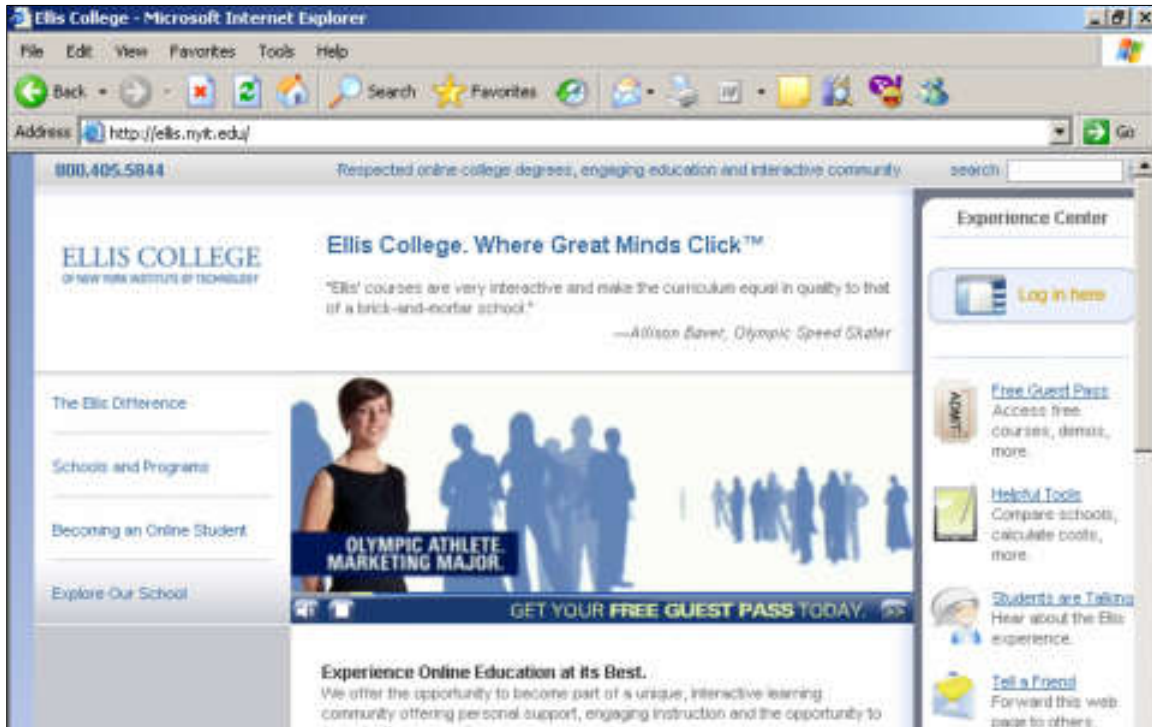 Ellis College - Microsoft Internet Explorer
File Edit View Favorites Tools Help
Back Search Favorites
Address http://ellis.nyit.edu/ Go
800.405.5844 Respected online college degrees, engaging education and interactive community search
ELLIS COLLEGE
OF NEW YORK INSTITUTE OF TECHNOLOGY
Ellis College. Where Great Minds Click™
"Ellis' courses are very interactive and make the curriculum equal in quality to that
of a brick-and-mortar school."
—Allison Baver, Olympic Speed Skater
The Ellis Difference
Schools and Programs
Becoming an Online Student
Explore Our School
OLYMPIC ATHLETE.
MARKETING MAJOR.
GET YOUR FREE GUEST PASS TODAY. >>
Experience Online Education at its Best.
We offer the opportunity to become part of a unique, interactive learning
community offering personal support, engaging instruction and the opportunity to
Experience Center
Log in here
ADMIT
Free Guest Pass
Access free
courses, demos,
more.
Helpful Tools
Compare schools,
calculate costs,
more.
Students are Talking
Hear about the Ellis
experience.
Tell a Friend
Forward this web
page to others.